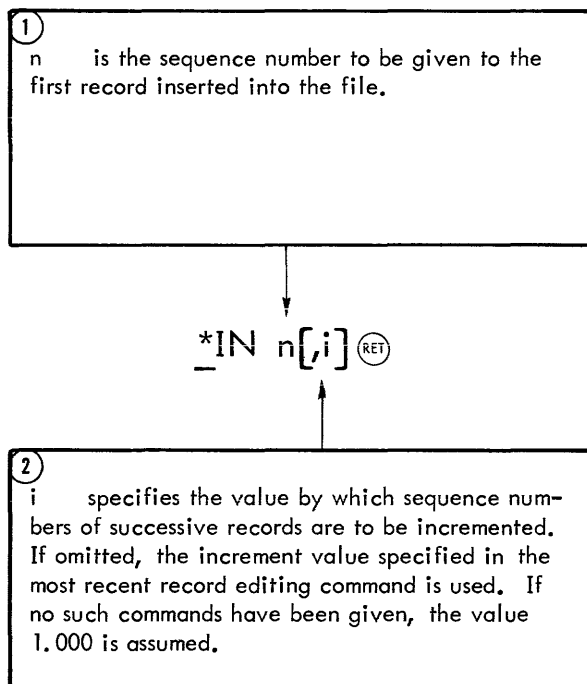 1
n is the sequence number to be given to the
first record inserted into the file.
*IN n[,i] RET
2
i specifies the value by which sequence num-
bers of successive records are to be incremented.
If omitted, the increment value specified in the
most recent record editing command is used. If
no such commands have been given, the value
1.000 is assumed.